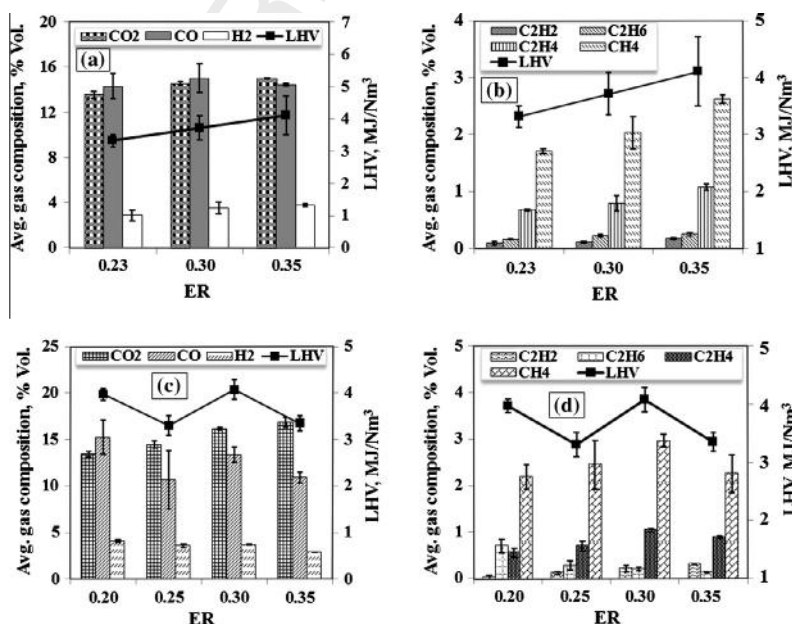 CO2 CO H2 LHV
(a)
Avg. gas composition, % Vol.
20
16
12
8
4
0
7
6
5
4
3
2
1
0
LHV, MJ/Nm3
0.23 0.30 0.35
ER
C2H2 C2H6
C2H4 CH4
LHV
(b)
Avg. gas composition, % Vol.
4
3
2
1
0
5
4
3
2
1
LHV, MJ/Nm3
0.23 0.30 0.35
ER
CO2 CO H2 LHV
(c)
Avg. gas composition, % Vol.
25
20
15
10
5
0
5
4
3
2
1
0
LHV, MJ/Nm3
0.20 0.25 0.30 0.35
ER
C2H2 C2H6 C2H4
CH4 LHV
(d)
Avg. gas composition, % Vol.
5
4
3
2
1
0
5
4
3
2
1
LHV, MJ/Nm3
0.20 0.25 0.30 0.35
ER